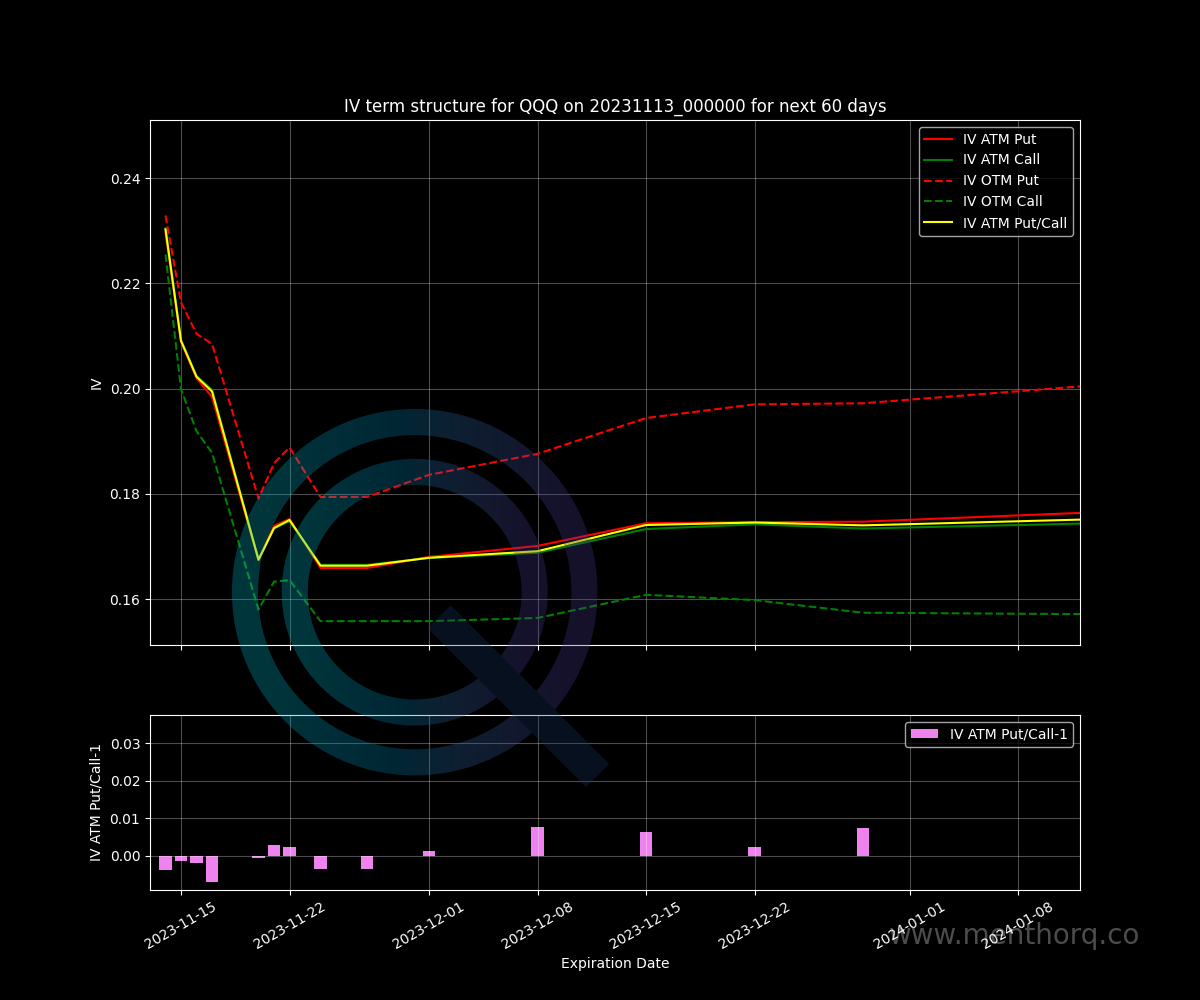 IV term structure for QQQ on 20231113_000000 for next 60 days
IV ATM Put
IV ATM Call
IV OTM Put
IV OTM Call
IV ATM Put/Call
0.24
0.22
0.20
0.18
0.16
IV
IV ATM Put/Call-1
0.03
0.02
0.01
0.00
IV ATM Put/Call-1
2023-11-15
2023-11-22
2023-12-01
2023-12-08
2023-12-15
2023-12-22
2024-01-01
2024-01-08
www.menthorq.co
Expiration Date